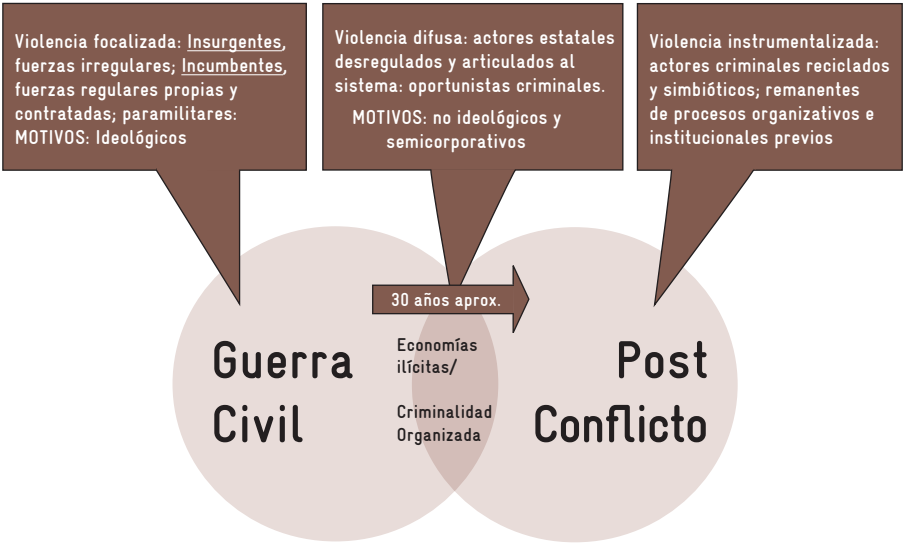 Violencia focalizada: Insurgentes,
fuerzas irregulares; Incumbentes,
fuerzas regulares propias y
contratadas; paramilitares:
MOTIVOS: Ideológicos
Violencia difusa: actores estatales
desregulados y articulados al
sistema: oportunistas criminales.
MOTIVOS: no ideológicos y
semicorporativos
Violencia instrumentalizada:
actores criminales reciclados
y simbióticos; remanentes
de procesos organizativos e
institucionales previos
30 años aprox.
Guerra
Civil
Economías
ilícitas/
Criminalidad
Organizada
Post
Conflicto